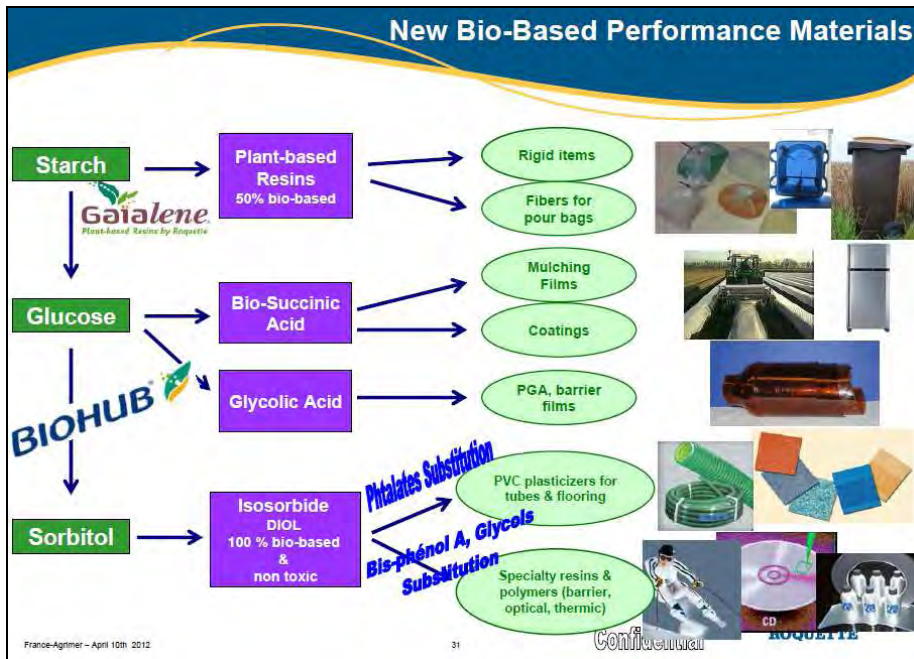 New Bio-Based Performance Materials
Starch
Gaïalene
Plant-based Resins by Roquette
Plant-based
Resins
50% bio-based
Rigid items
Fibers for
pour bags
Glucose
Bio-Succinic
Acid
Mulching
Films
Coatings
BIOHUB
Glycolic Acid
PGA, barrier
films
Sorbitol
Isosorbide
DIOL
100 % bio-based
&
non toxic
Phtalates Substitution
PVC plasticizers for
tubes & flooring
Bis-phénol A, Glycols
Substitution
Specialty resins &
polymers (barrier,
optical, thermic)
CD
France-Agrimer – April 10th 2012
31
Confidential
ROQUETTE